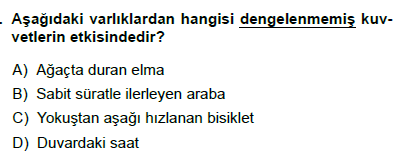 . Aşağıdaki varlıklardan hangisi dengelenmemiş kuv-
vetlerin etkisindedir?
A) Ağaçta duran elma
B) Sabit süratle ilerleyen araba
C) Yokuştan aşağı hızlanan bisiklet
D) Duvardaki saat